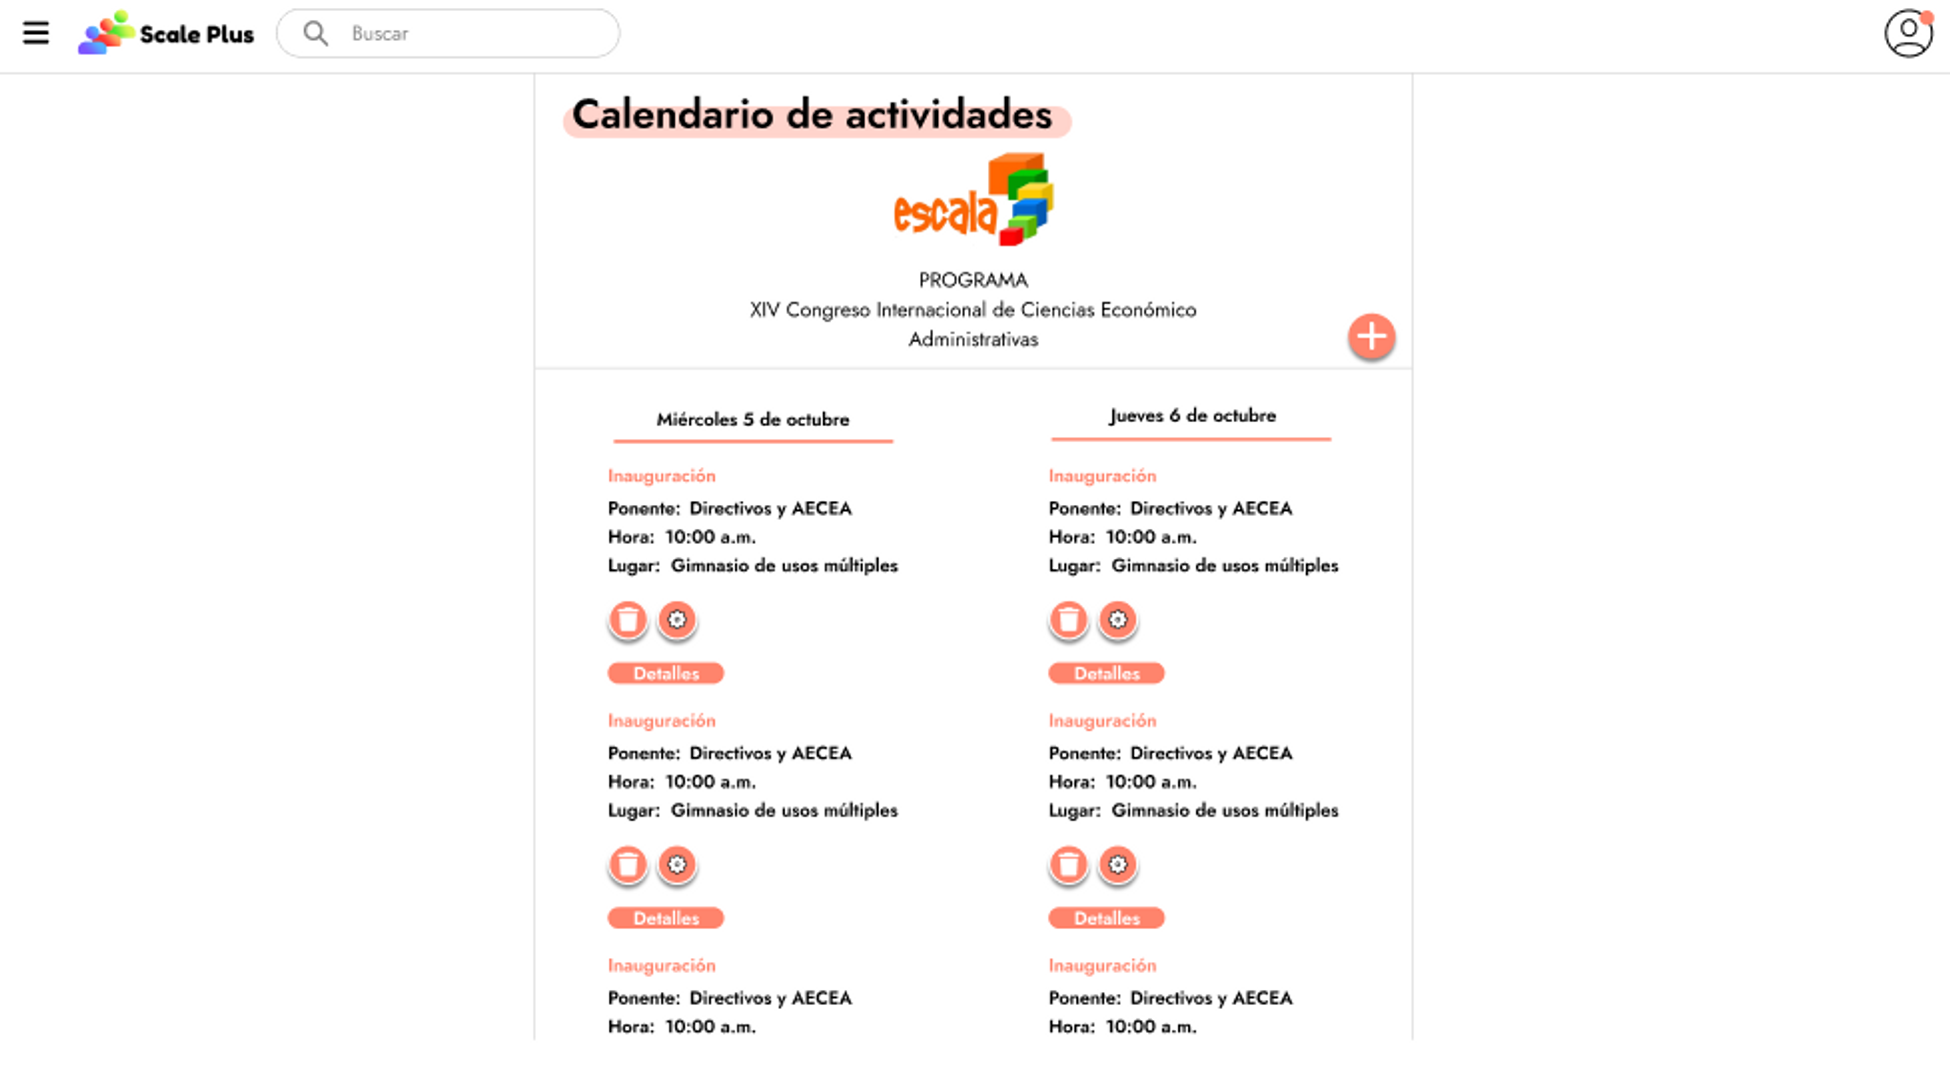 Scale Plus
Buscar
Calendario de actividades
escala
PROGRAMA
XIV Congreso Internacional de Ciencias Económico
Administrativas
Miércoles 5 de octubre
Inauguración
Ponente: Directivos y AECEA
Hora: 10:00 a.m.
Lugar: Gimnasio de usos múltiples
Detalles
Inauguración
Ponente: Directivos y AECEA
Hora: 10:00 a.m.
Lugar: Gimnasio de usos múltiples
Detalles
Inauguración
Ponente: Directivos y AECEA
Hora: 10:00 a.m.
Jueves 6 de octubre
Inauguración
Ponente: Directivos y AECEA
Hora: 10:00 a.m.
Lugar: Gimnasio de usos múltiples
Detalles
Inauguración
Ponente: Directivos y AECEA
Hora: 10:00 a.m.
Lugar: Gimnasio de usos múltiples
Detalles
Inauguración
Ponente: Directivos y AECEA
Hora: 10:00 a.m.